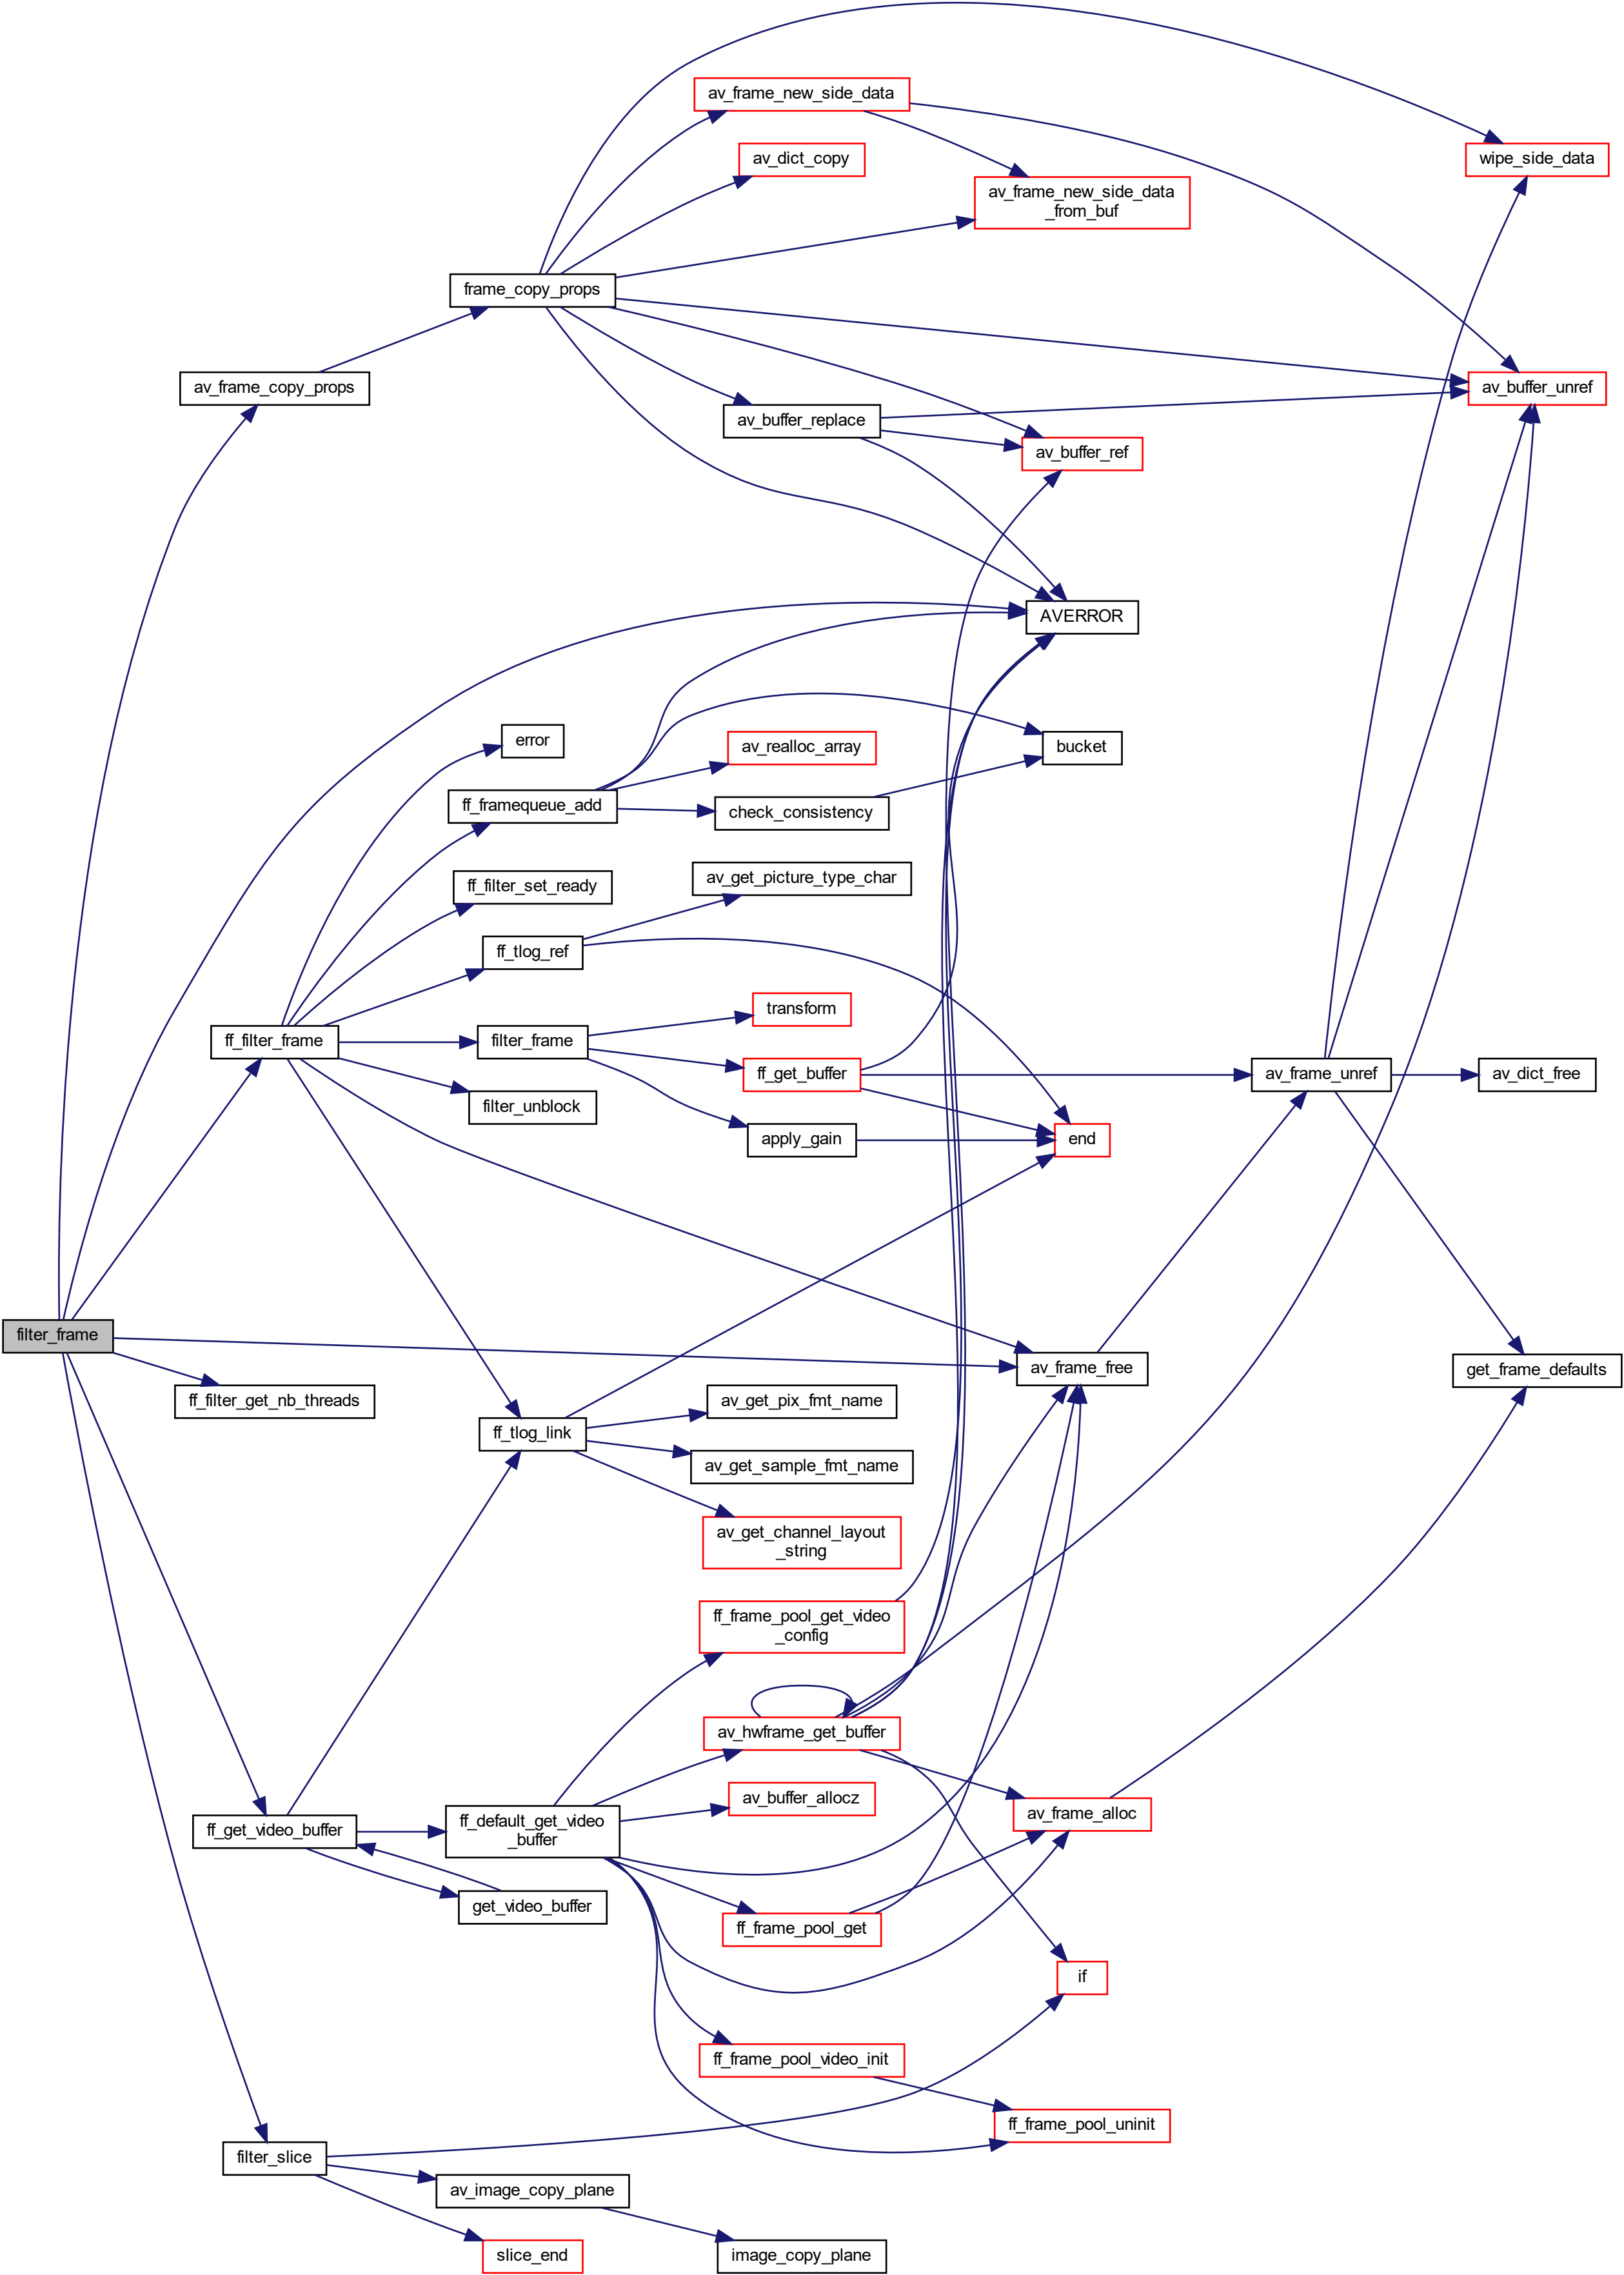 av_frame_new_side_data
av_dict_copy
wipe_side_data
av_frame_new_side_data
_from_buf
frame_copy_props
av_frame_copy_props
av_buffer_unref
av_buffer_replace
av_buffer_ref
AVERROR
error
av_realloc_array
bucket
ff_framequeue_add
check_consistency
ff_filter_set_ready
av_get_picture_type_char
ff_tlog_ref
transform
ff_filter_frame
filter_frame
ff_get_buffer
av_frame_unref
av_dict_free
filter_unblock
apply_gain
end
filter_frame
av_frame_free
get_frame_defaults
ff_filter_get_nb_threads
av_get_pix_fmt_name
ff_tlog_link
av_get_sample_fmt_name
av_get_channel_layout
_string
ff_frame_pool_get_video
_config
av_hwframe_get_buffer
av_buffer_allocz
av_frame_alloc
ff_get_video_buffer
ff_default_get_video
_buffer
get_video_buffer
ff_frame_pool_get
if
ff_frame_pool_video_init
ff_frame_pool_uninit
filter_slice
av_image_copy_plane
slice_end
image_copy_plane